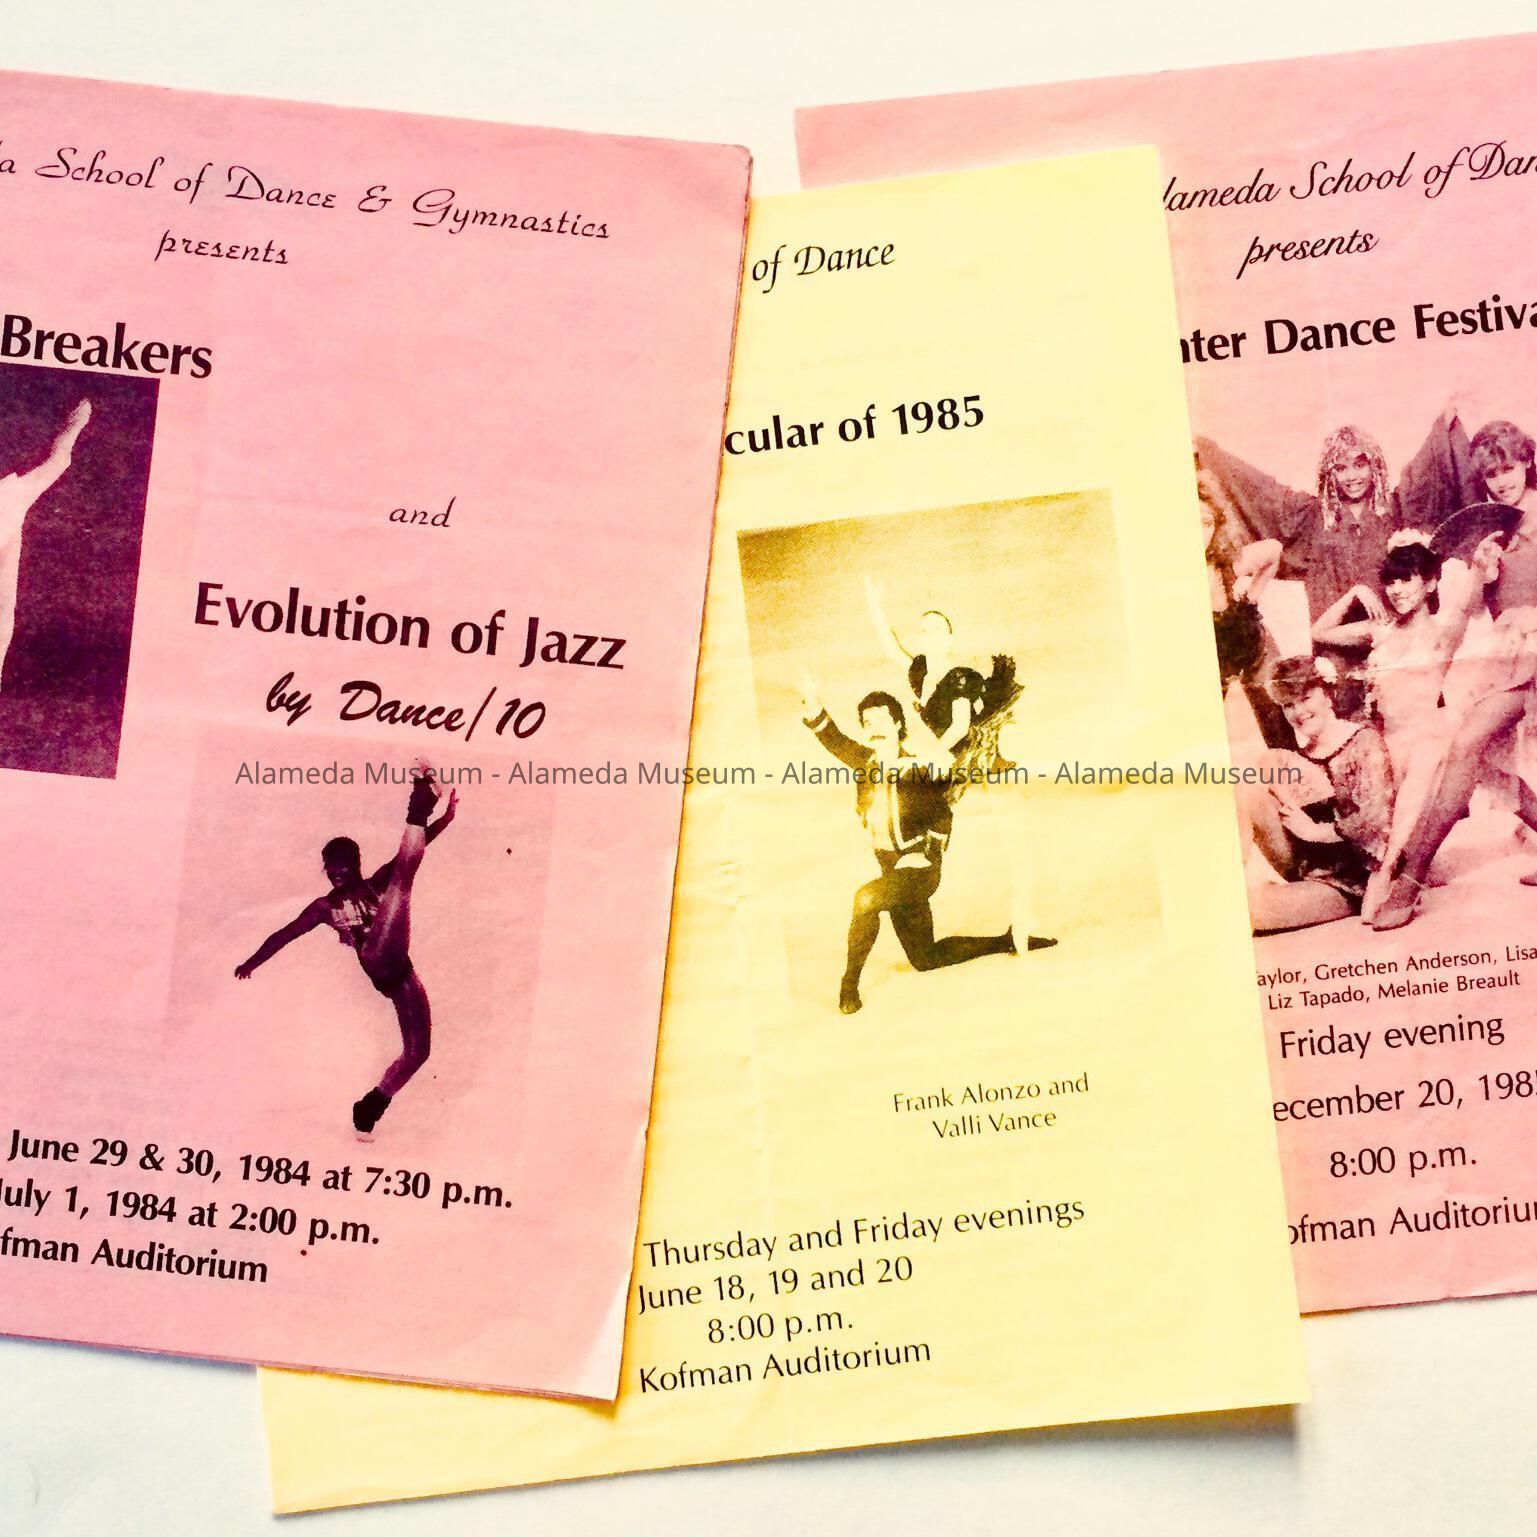 School of Dance & Gymnastics
presents
Breakers
and
Evolution of Jazz
by Dance/10
June 29 & 30, 1984 at 7:30 p.m.
July 1, 1984 at 2:00 p.m.
fman Auditorium
of Dance
cular of 1985
Frank Alonzo and
Valli Vance
Thursday and Friday evenings
June 18, 19 and 20
8:00 p.m.
Kofman Auditorium
lameda School of Dan
presents
nter Dance Festiva
aylor, Gretchen Anderson, Lisa
Liz Tapado, Melanie Breault
Friday evening
ecember 20, 198
8:00 p.m.
ofman Auditoriu
Alameda Museum - Alameda Museum - Alameda Museum - Alameda Museum